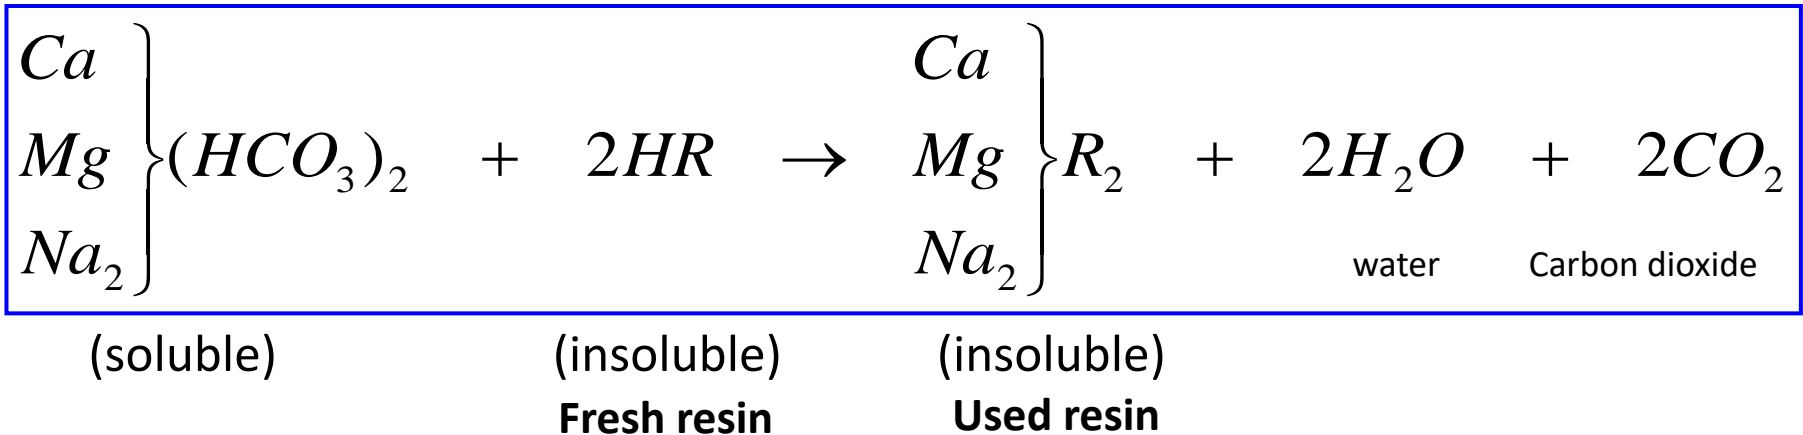 Ca
Mg
Na₂
} (HCO₃)₂ + 2HR → Ca
Mg
Na₂
} R₂ + 2H₂O + 2CO₂
water Carbon dioxide
(soluble) (insoluble) (insoluble)
Fresh resin Used resin